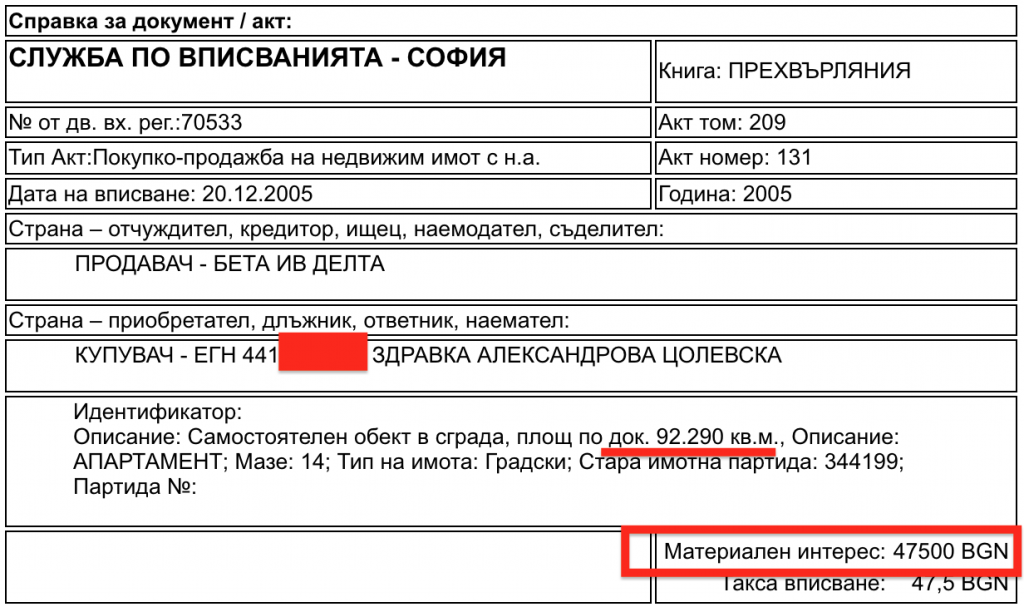 Справка за документ / акт:
СЛУЖБА ПО ВПИСВАНИЯТА - СОФИЯ
Книга: ПРЕХВЪРЛЯНИЯ
№ от дв. вх. рег.:70533
Акт том: 209
Тип Акт:Покупко-продажба на недвижим имот с н.а.
Акт номер: 131
Дата на вписване: 20.12.2005
Година: 2005
Страна – отчуждител, кредитор, ищец, наемодател, съделител:
ПРОДАВАЧ - БЕТА ИВ ДЕЛТА
Страна – приобретател, длъжник, ответник, наемател:
КУПУВАЧ - ЕГН 441 ЗДРАВКА АЛЕКСАНДРОВА ЦОЛЕВСКА
Идентификатор:
Описание: Самостоятелен обект в сграда, площ по док. 92.290 кв.м., Описание:
АПАРТАМЕНТ; Мазе: 14; Тип на имота: Градски; Стара имотна партида: 344199;
Партида №:
Материален интерес: 47500 BGN
Такса вписване: 47,5 BGN